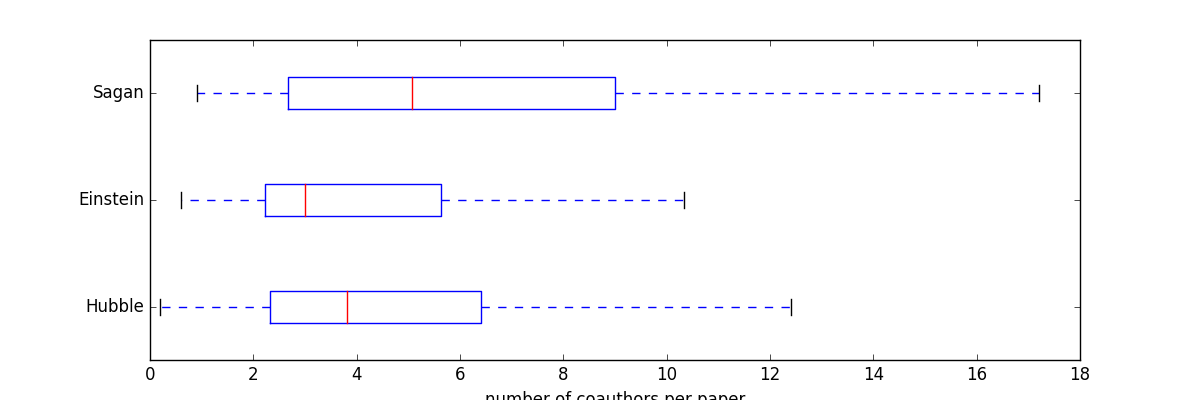 Sagan
Einstein
Hubble
0 2 4 6 8 10 12 14 16 18
number of coauthors per paper